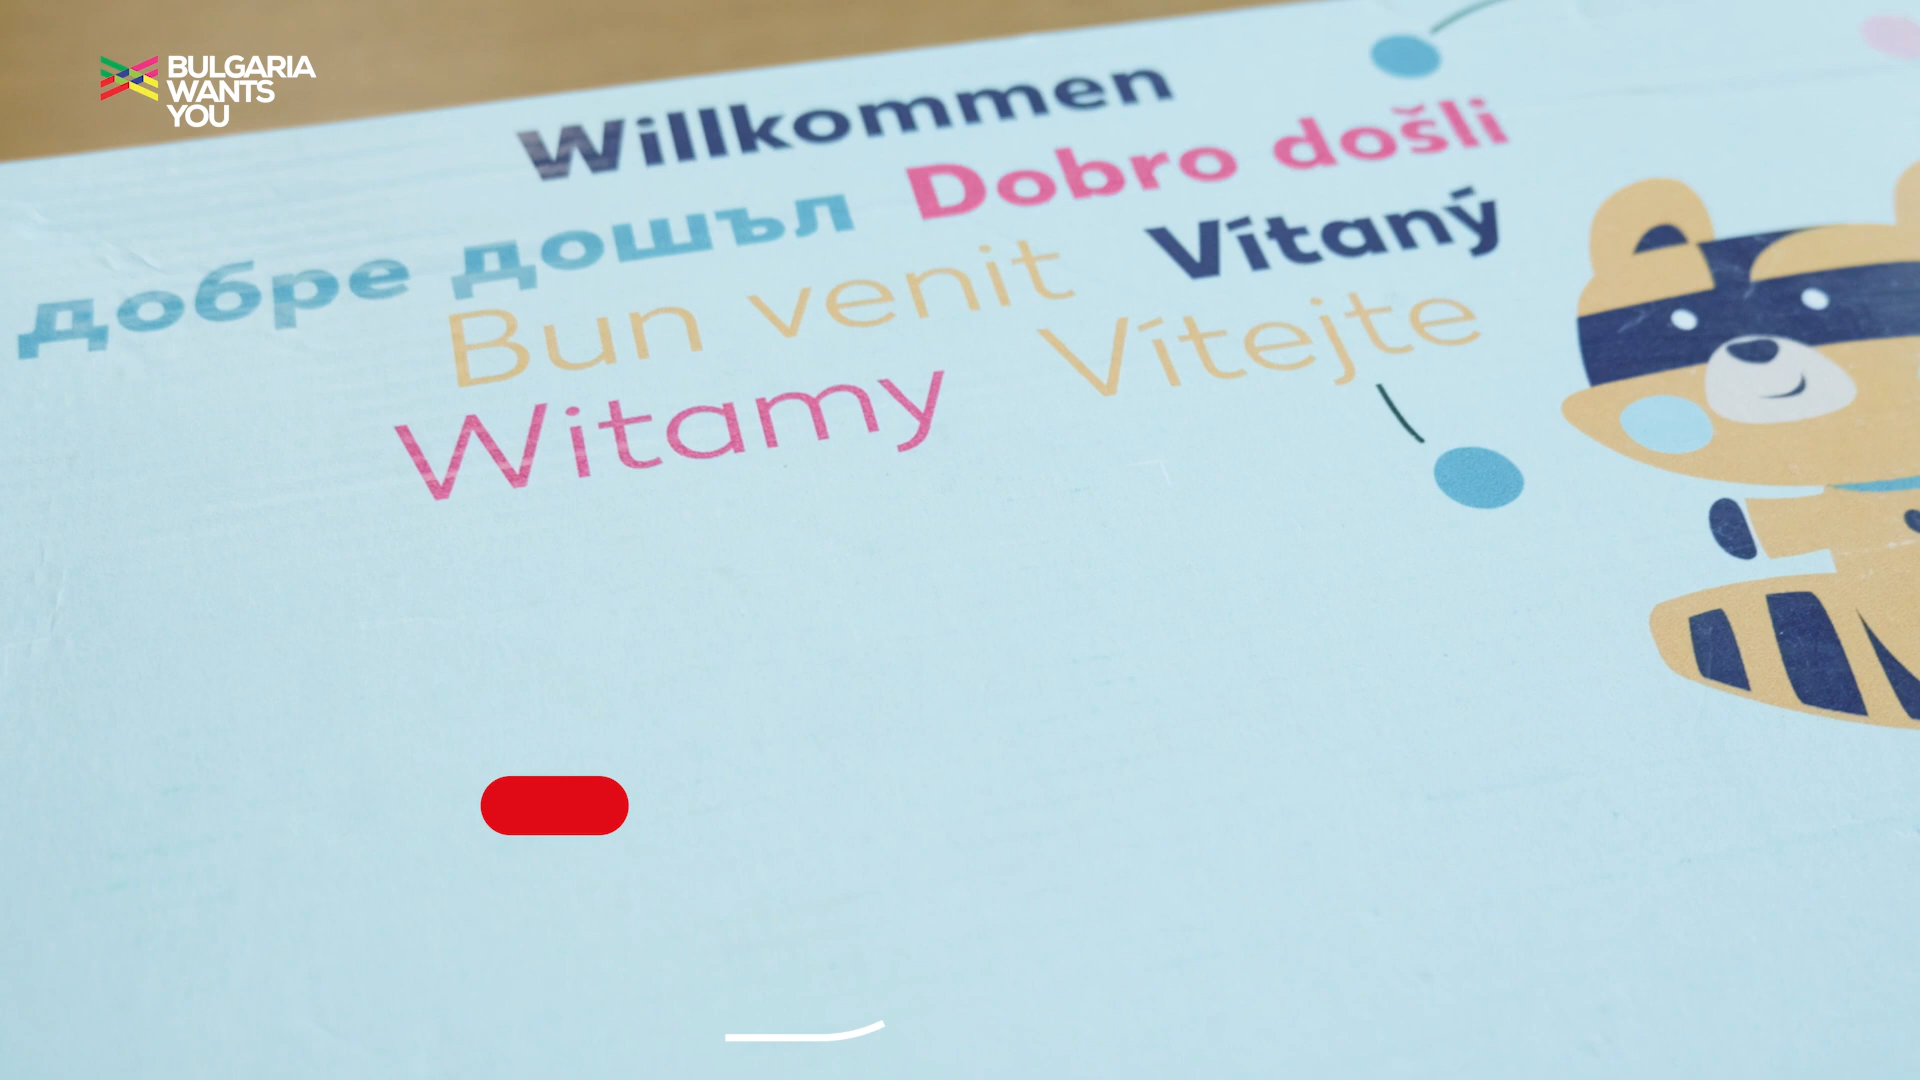 BULGARIA
WANTS
YOU
Willkommen
добре дошъл Dobro došli
Bun venit Vítaný
Witamy Vítejte